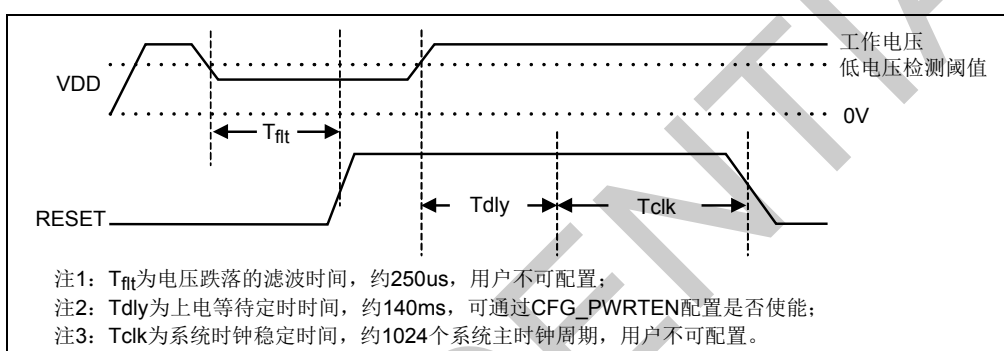 工作电压
低电压检测阈值
VDD
0V
Tflt
RESET
Tdly
Tclk
注1：Tflt为电压跌落的滤波时间，约250us，用户不可配置；
注2：Tdly为上电等待定时时间，约140ms，可通过CFG_PWRTEN配置是否使能；
注3：Tclk为系统时钟稳定时间，约1024个系统主时钟周期，用户不可配置。